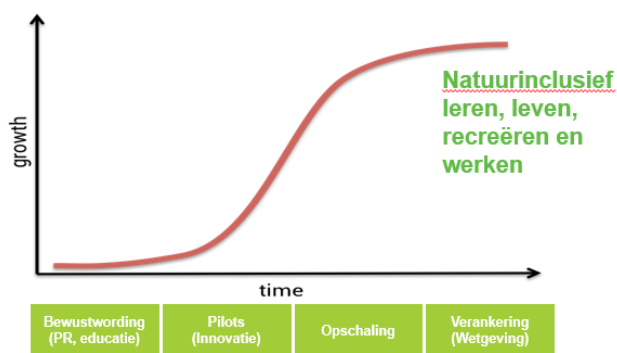 Natuurinclusief
leren, leven,
recreëren en
werken
growth
time
Bewustwording
(PR, educatie)
Pilots
(Innovatie)
Opschaling
Verankering
(Wetgeving)